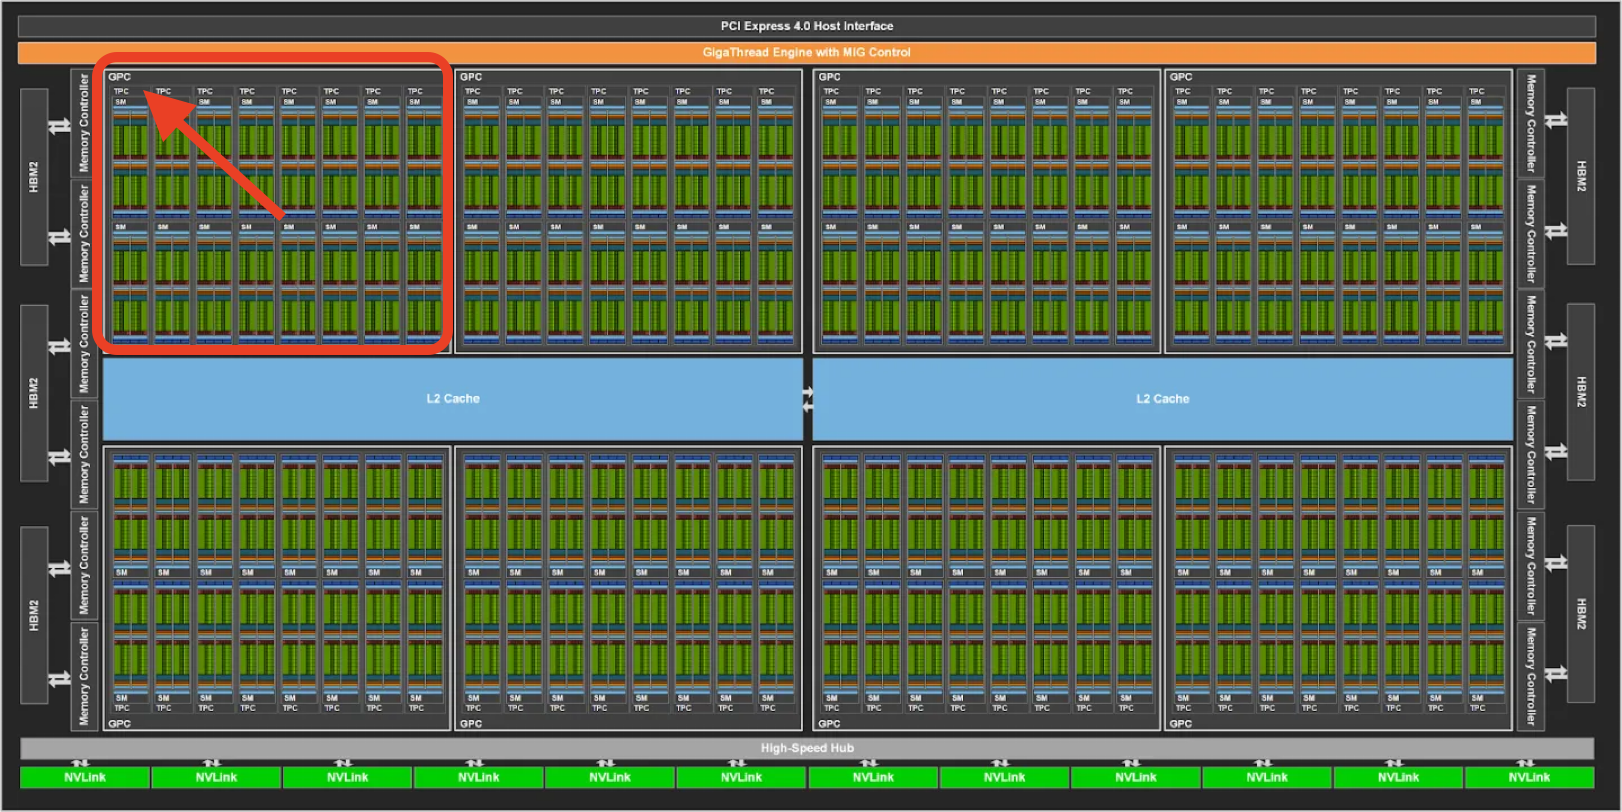 PCI Express 4.0 Host Interface
GigaThread Engine with MIG Control
HBM2
HBM2
HBM2
Memory Controller
Memory Controller
Memory Controller
Memory Controller
Memory Controller
Memory Controller
GPC
TPC TPC TPC TPC TPC TPC TPC TPC
SM SM SM SM SM SM SM
SM SM SM SM SM SM SM SM
GPC
TPC TPC TPC TPC TPC TPC TPC TPC
SM SM SM SM SM SM SM SM
SM SM SM SM SM SM SM SM
GPC
TPC TPC TPC TPC TPC TPC TPC TPC
SM SM SM SM SM SM SM SM
SM SM SM SM SM SM SM SM
GPC
TPC TPC TPC TPC TPC TPC TPC TPC
SM SM SM SM SM SM SM SM
SM SM SM SM SM SM SM SM
L2 Cache
L2 Cache
SM SM SM SM SM SM SM SM
SM SM SM SM SM SM SM SM
TPC TPC TPC TPC TPC TPC TPC TPC
GPC
SM SM SM SM SM SM SM SM
SM SM SM SM SM SM SM SM
TPC TPC TPC TPC TPC TPC TPC TPC
GPC
SM SM SM SM SM SM SM SM
SM SM SM SM SM SM SM SM
TPC TPC TPC TPC TPC TPC TPC TPC
GPC
SM SM SM SM SM SM SM SM
SM SM SM SM SM SM SM SM
TPC TPC TPC TPC TPC TPC TPC TPC
GPC
Memory Controller
Memory Controller
Memory Controller
Memory Controller
Memory Controller
Memory Controller
HBM2
HBM2
HBM2
High-Speed Hub
NVLink NVLink NVLink NVLink NVLink NVLink NVLink NVLink NVLink NVLink NVLink NVLink